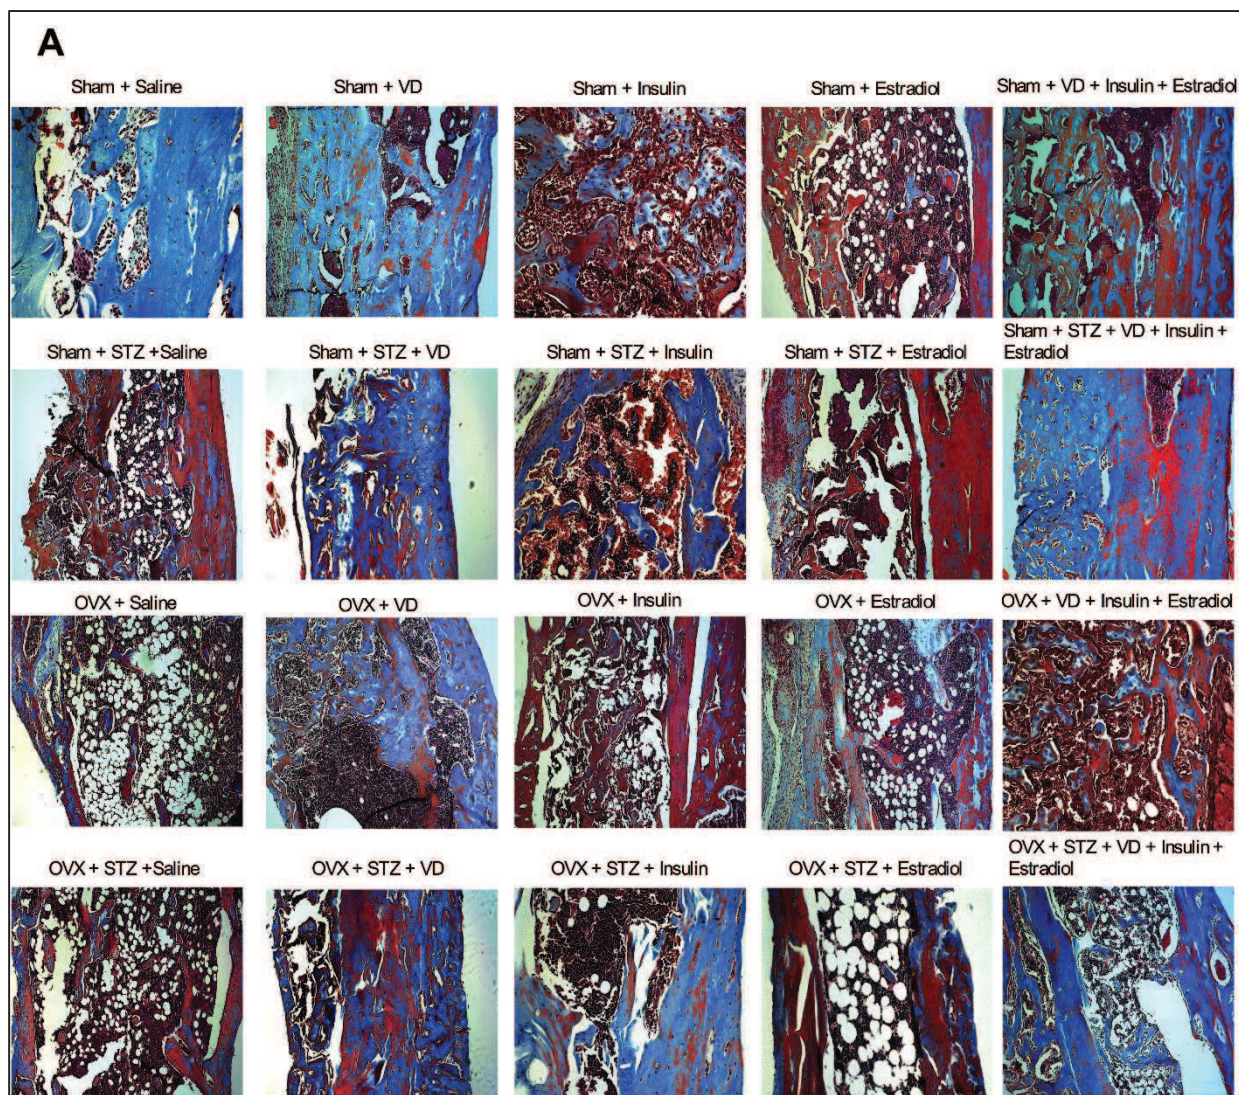 A
Sham + Saline
Sham + VD
Sham + Insulin
Sham + Estradiol
Sham + VD + Insulin + Estradiol
Sham + STZ +Saline
Sham + STZ + VD
Sham + STZ + Insulin
Sham + STZ + Estradiol
Sham + STZ + VD + Insulin +
Estradiol
OVX + Saline
OVX + VD
OVX + Insulin
OVX + Estradiol
OVX + VD + Insulin + Estradiol
OVX + STZ +Saline
OVX + STZ + VD
OVX + STZ + Insulin
OVX + STZ + Estradiol
OVX + STZ + VD + Insulin +
Estradiol